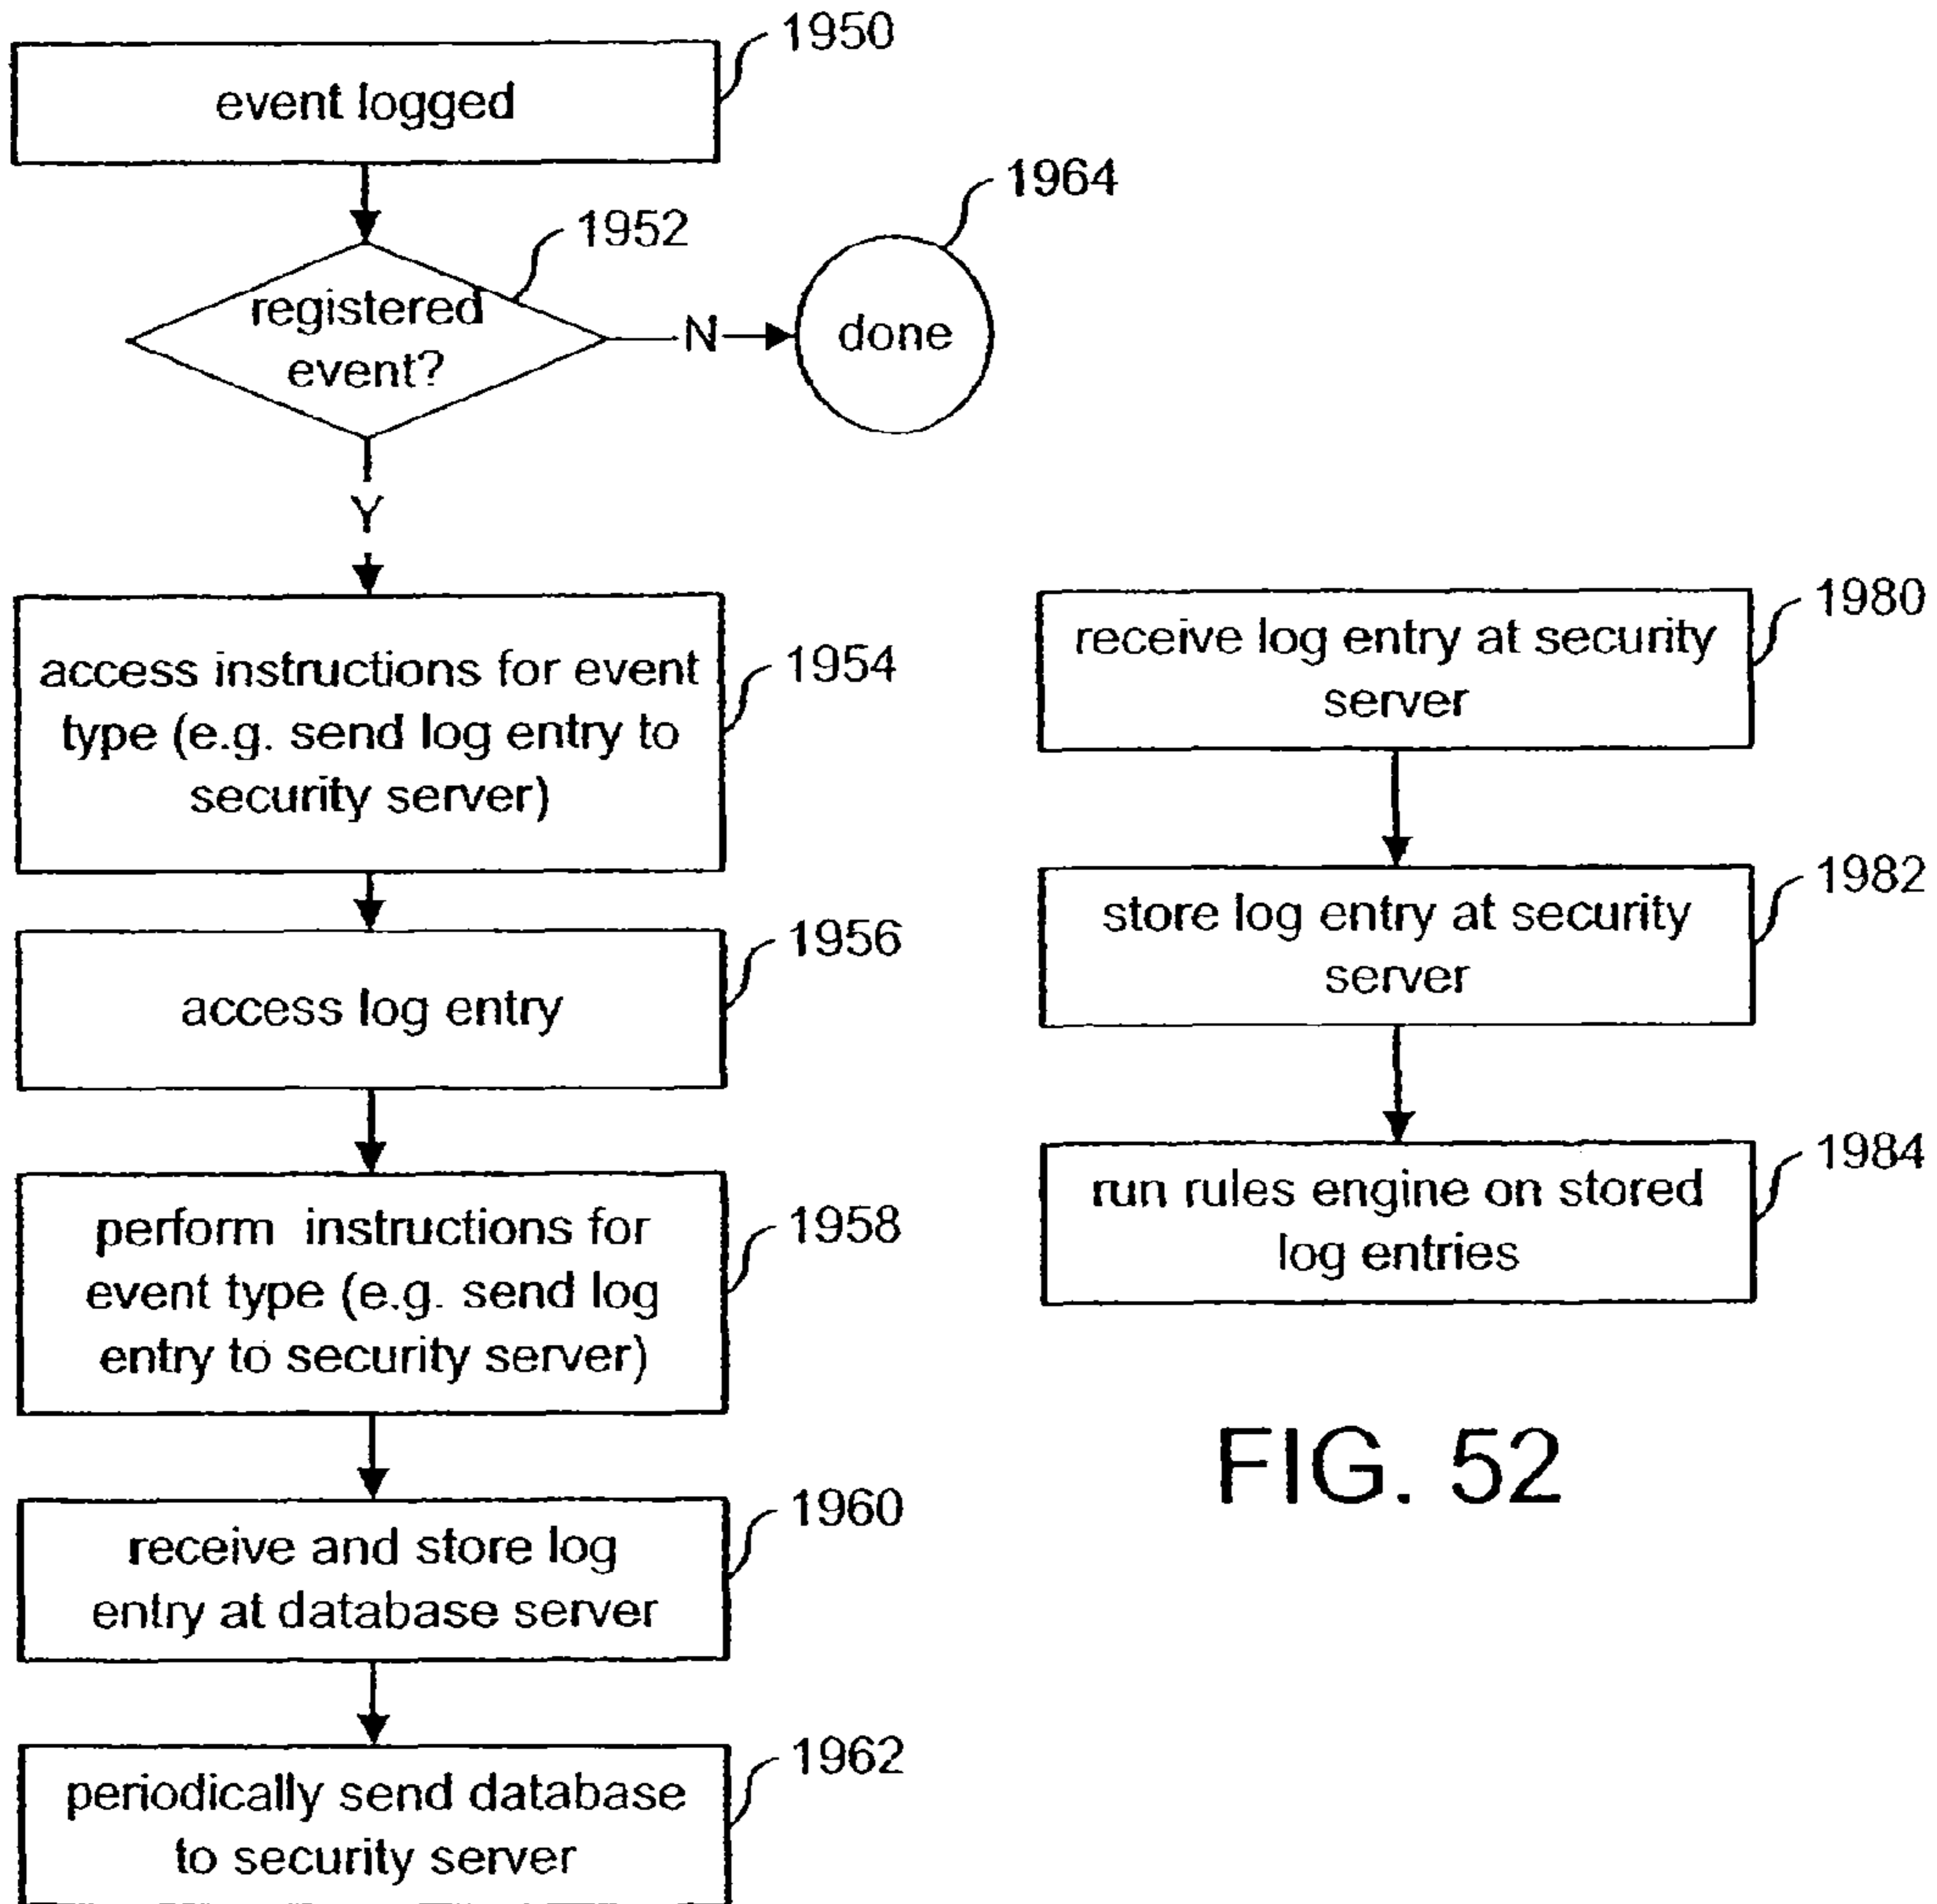 1950
event logged
1964
1952
registered
event?
N
done
Y
1954
access instructions for event
type (e.g. send log entry to
security server)
1956
access log entry
1958
perform instructions for
event type (e.g. send log
entry to security server)
1960
receive and store log
entry at database server
1962
periodically send database
to security server
1980
receive log entry at security
server
1982
store log entry at security
server
1984
run rules engine on stored
log entries
FIG. 52